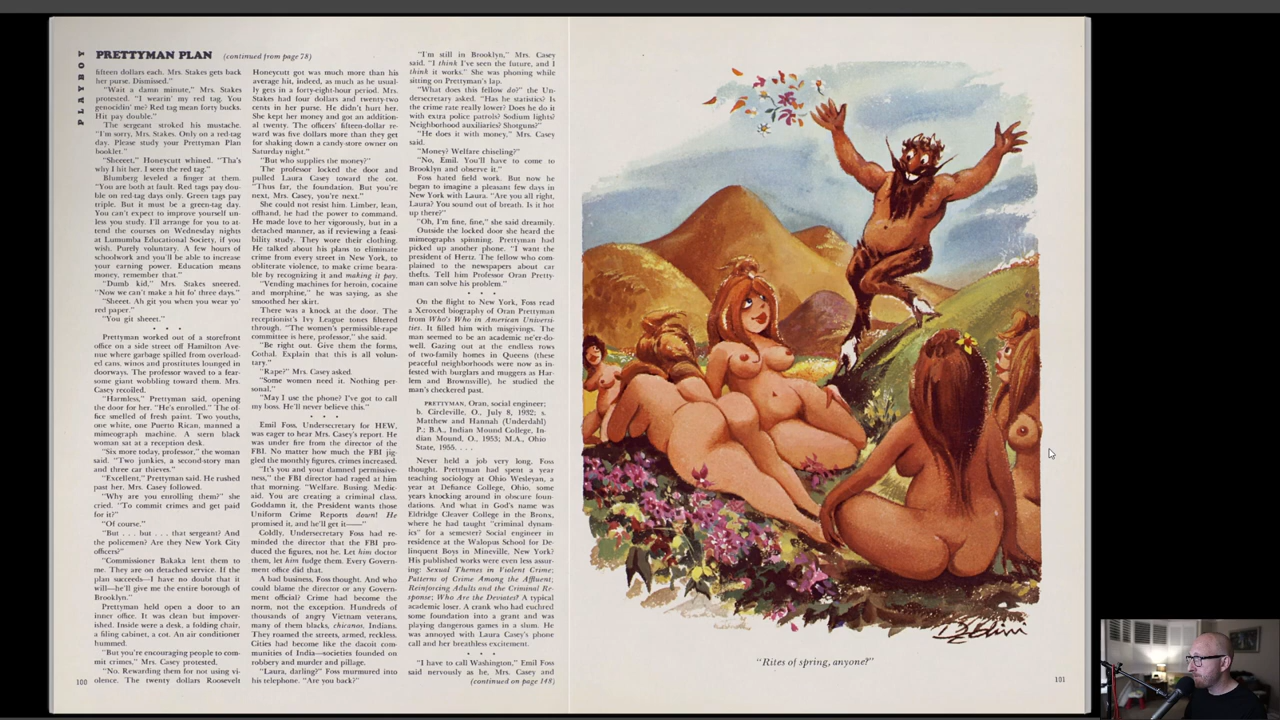 PLAYBOY
PRETTYMAN PLAN (continued from page 78)
fifteen dollars each. Mrs. Stakes gets back
her purse. Dismissed."
"Wait a damn minute," Mrs. Stakes
protested. "I wearin' my red tag. You
genocidin' me? Red tag mean forty bucks.
Hit pay double."
The sergeant stroked his mustache.
"I'm sorry, Mrs. Stakes. Only on a red-tag
day. Please study your Prettyman Plan
booklet."
"Sheeeet," Honeycutt whined. "Tha's
why I hit her. I seen the red tag."
Blumberg leveled a finger at them.
"You are both at fault. Red tags pay dou-
ble on red-tag days only. Green tags pay
triple. But it must be a green-tag day.
You can't expect to improve yourself un-
less you study. I'll arrange for you to at-
tend the courses on Wednesday nights
at Lumumba Educational Society, if you
wish. Purely voluntary. A few hours of
schoolwork and you'll be able to increase
your earning power. Education means
money, remember that."
"Dumb kid," Mrs. Stakes sneered.
"Now we can't make a hit fo' three days."
"Sheeet. Ah git you when you wear yo'
red paper."
"You git sheeet."
• • •
Prettyman worked out of a storefront
office on a side street off Hamilton Ave-
nue where garbage spilled from overload-
ed cans, winos and prostitutes lounged in
doorways. The professor waved to a fear-
some giant wobbling toward them. Mrs.
Casey recoiled.
"Harmless," Prettyman said, opening
the door for her. "He's enrolled." The of-
fice smelled of fresh paint. Two youths,
one white, one Puerto Rican, manned a
mimeograph machine. A stern black
woman sat at a reception desk.
"Six more today, professor," the woman
said. "Two junkies, a second-story man
and three car thieves."
"Excellent," Prettyman said. He rushed
past her. Mrs. Casey followed.
"Why are you enrolling them?" she
cried. "To commit crimes and get paid
for it?"
"Of course."
"But . . . but . . . that sergeant? And
the policemen? Are they New York City
officers?"
"Commissioner Bakaka lent them to
me. They are on detached service. If the
plan succeeds—I have no doubt that it
will—he'll give me the entire borough of
Brooklyn."
Prettyman held open a door to an
inner office. It was clean but impover-
ished. Inside were a desk, a folding chair,
a filing cabinet, a cot. An air conditioner
hummed.
"But you're encouraging people to com-
mit crimes," Mrs. Casey protested.
"No. Rewarding them for not using vi-
olence. The twenty dollars Roosevelt
100
Honeycutt got was much more than his
average hit, indeed, as much as he usual-
ly gets in a forty-eight-hour period. Mrs.
Stakes had four dollars and twenty-two
cents in her purse. He didn't hurt her.
She kept her money and got an addition-
al twenty. The officers' fifteen-dollar re-
ward was five dollars more than they get
for shaking down a candy-store owner on
Saturday night."
"But who supplies the money?"
The professor locked the door and
pulled Laura Casey toward the cot.
"Thus far, the foundation. But you're
next, Mrs. Casey, you're next."
She could not resist him. Limber, lean,
offhand, he had the power to command.
He made love to her vigorously, but in a
detached manner, as if reviewing a feasi-
bility study. They wore their clothing.
He talked about his plans to eliminate
crime from every street in New York, to
obliterate violence, to make crime beara-
ble by recognizing it and making it pay.
"Vending machines for heroin, cocaine
and morphine," he was saying, as she
smoothed her skirt.
There was a knock at the door. The
receptionist's Ivy League tones filtered
through. "The women's permissible-rape
committee is here, professor," she said.
"Be right out. Give them the forms,
Gothal. Explain that this is all volun-
tary."
"Rape?" Mrs. Casey asked.
"Some women need it. Nothing per-
sonal."
"May I use the phone? I've got to call
my boss. He'll never believe this."
• • •
Emil Foss, Undersecretary for HEW,
was eager to hear Mrs. Casey's report. He
was under fire from the director of the
FBI. No matter how much the FBI jig-
gled the monthly figures, crimes increased.
"It's you and your damned permissive-
ness," the FBI director had raged at him
that morning. "Welfare. Busing. Medic-
aid. You are creating a criminal class.
Goddamn it, the President wants those
Uniform Crime Reports down! He
promised it, and he'll get it——"
Coldly, Undersecretary Foss had re-
minded the director that the FBI pro-
duced the figures, not he. Let him doctor
them, let him fudge them. Every Govern-
ment office did that.
A bad business, Foss thought. And who
could blame the director or any Govern-
ment official? Crime had become the
norm, not the exception. Hundreds of
thousands of angry Vietnam veterans,
many of them blacks, chicanos, Indians.
They roamed the streets, armed, reckless.
Cities had become like the dacoit com-
munities of India—societies founded on
robbery and murder and pillage.
"Laura, darling?" Foss murmured into
his telephone. "Are you back?"
"I'm still in Brooklyn," Mrs. Casey
said. "I think I've seen the future, and I
think it works." She was phoning while
sitting on Prettyman's lap.
"What does this fellow do?" the Un-
dersecretary asked. "Has he statistics? Is
the crime rate really lower? Does he do it
with extra police patrols? Sodium lights?
Neighborhood auxiliaries? Shotguns?"
"He does it with money," Mrs. Casey
said.
"Money? Welfare chiseling?"
"No, Emil. You'll have to come to
Brooklyn and observe it."
Foss hated field work. But now he
began to imagine a pleasant few days in
New York with Laura. "Are you all right,
Laura? You sound out of breath. Is it hot
up there?"
"Oh, I'm fine, fine," she said dreamily.
Outside the locked door she heard the
mimeographs spinning. Prettyman had
picked up another phone. "I want the
president of Hertz. The fellow who com-
plained to the newspapers about car
thefts. Tell him Professor Oran Pretty-
man can solve his problem."
• • •
On the flight to New York, Foss read
a Xeroxed biography of Oran Prettyman
from Who's Who in American Universi-
ties. It filled him with misgivings. The
man seemed to be an academic ne'er-do-
well. Gazing out at the endless rows
of two-family homes in Queens (these
peaceful neighborhoods were now as in-
fested with burglars and muggers as Har-
lem and Brownsville), he studied the
man's checkered past.
PRETTYMAN, Oran, social engineer;
b. Circleville, O., July 8, 1932; s.
Matthew and Hannah (Underdahl)
P.; B.A., Indian Mound College, In-
dian Mound, O., 1953; M.A., Ohio
State, 1955. . . .
Never held a job very long, Foss
thought. Prettyman had spent a year
teaching sociology at Ohio Wesleyan, a
year at Defiance College, Ohio, some
years knocking around in obscure foun-
dations. And what in God's name was
Eldridge Cleaver College in the Bronx,
where he had taught "criminal dynam-
ics" for a semester? Social engineer in
residence at the Walopus School for De-
linquent Boys in Mineville, New York?
His published works were even less assur-
ing: Sexual Themes in Violent Crime;
Patterns of Crime Among the Affluent;
Reinforcing Adults and the Criminal Re-
sponse; Who Are the Deviates? A typical
academic loser. A crank who had euchred
some foundation into a grant and was
playing dangerous games in a slum. He
was annoyed with Laura Casey's phone
call and her breathless excitement.
• • •
"I have to call Washington," Emil Foss
said nervously as he, Mrs. Casey and
(continued on page 148)
"Rites of spring, anyone?"
101